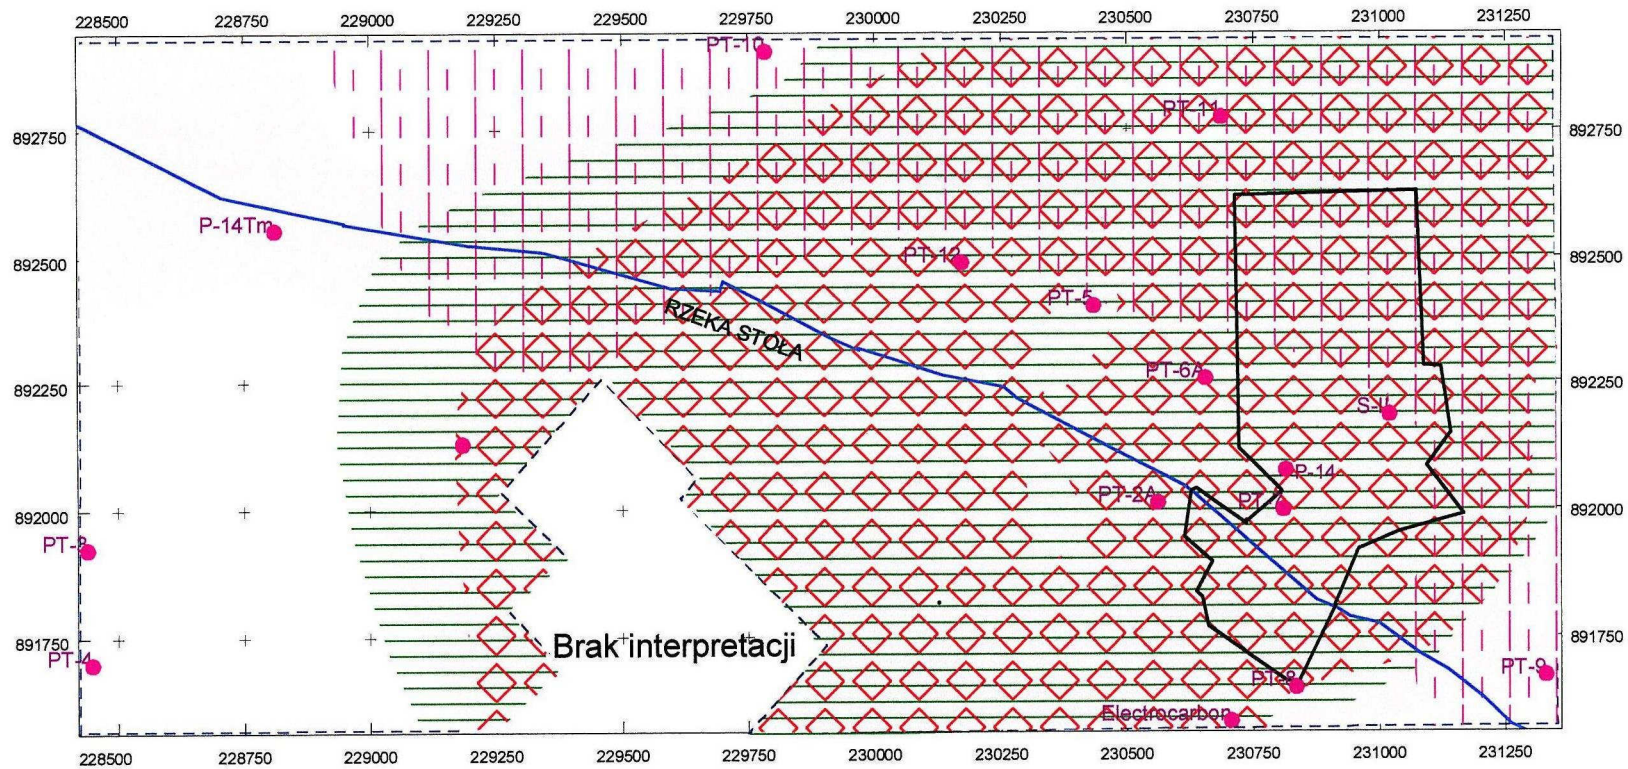 228500 228750 229000 229250 229500 229750 230000 230250 230500 230750 231000 231250
PT-10
PT-11
892750 892750
P-14Tm
PT-12
892500 892500
PT-5
RZEKA STOŁA
PT-6A
892250 892250
S-II
P-14
PT-2A
PT
892000 892000
PT-3
Brak interpretacji
891750 891750
PT-4
PT-9
PT-8
Electrocarbon
228500 228750 229000 229250 229500 229750 230000 230250 230500 230750 231000 231250